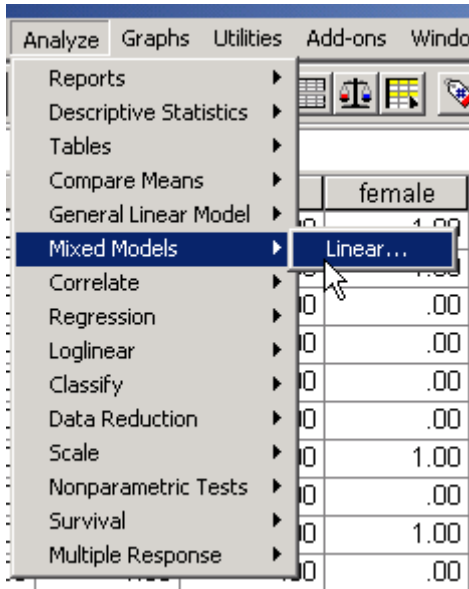 Analyze Graphs Utilities Add-ons Windo
Reports
Descriptive Statistics
Tables
Compare Means
female
General Linear Model
1.00
Mixed Models
Linear...
Correlate
.00
Regression
.00
Loglinear
.00
Classify
.00
Data Reduction
.00
Scale
1.00
Nonparametric Tests
.00
Survival
1.00
Multiple Response
.00